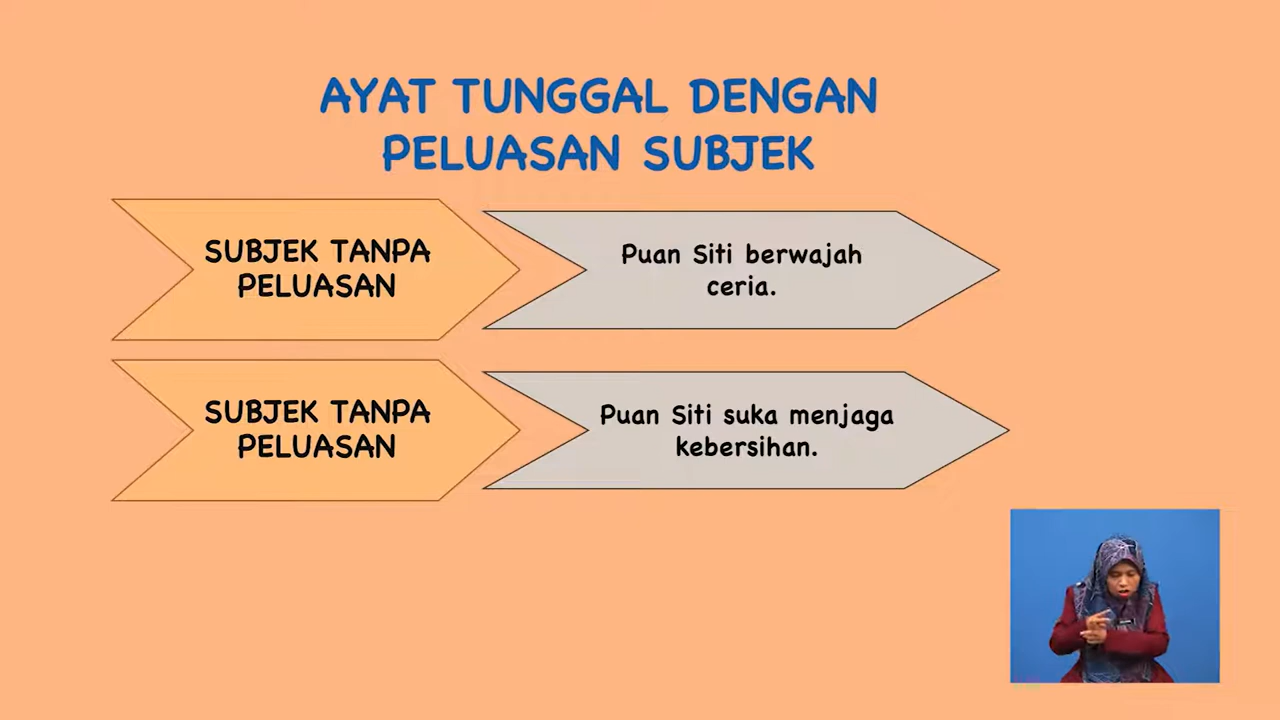 AYAT TUNGGAL DENGAN
PELUASAN SUBJEK
SUBJEK TANPA
PELUASAN
Puan Siti berwajah
ceria.
SUBJEK TANPA
PELUASAN
Puan Siti suka menjaga
kebersihan.